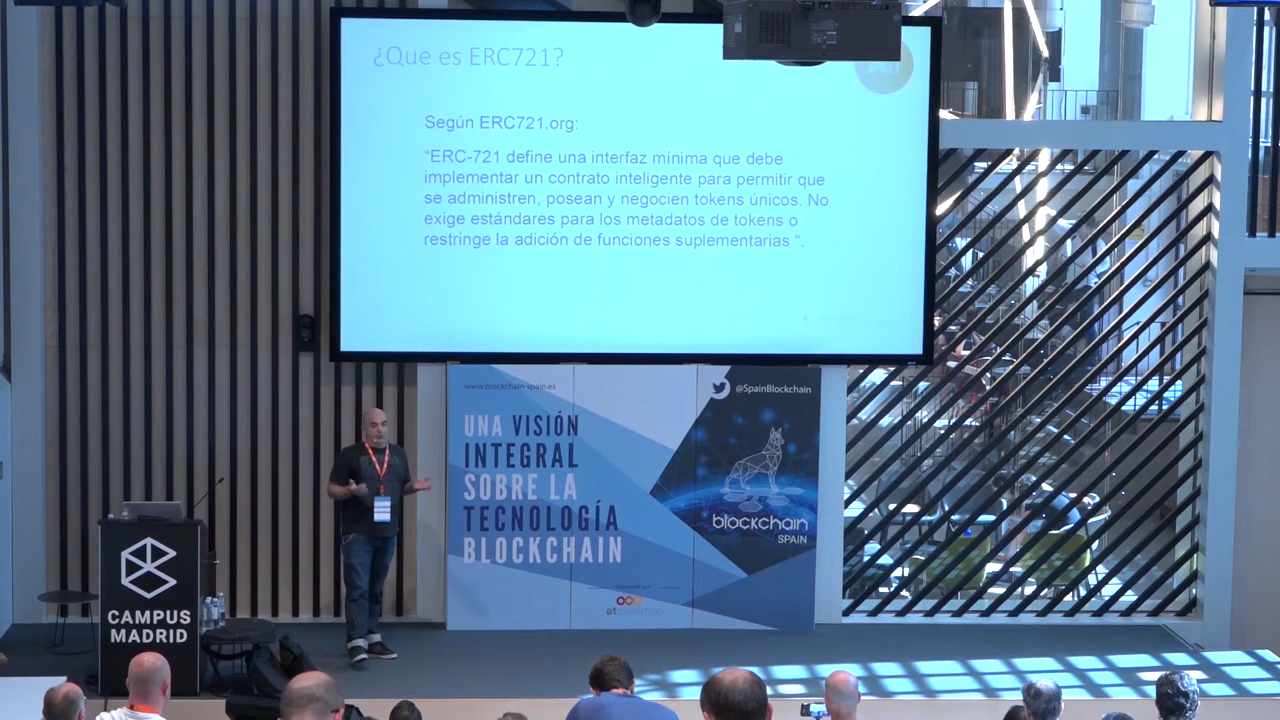 ¿Que es ERC721?
Según ERC721.org:
“ERC-721 define una interfaz mínima que debe
implementar un contrato inteligente para permitir que
se administren, posean y negocien tokens únicos. No
exige estándares para los metadatos de tokens o
restringe la adición de funciones suplementarias “.
www.blockchain-spain.es
@SpainBlockchain
UNA VISIÓN
INTEGRAL
SOBRE LA
TECNOLOGÍA
BLOCKCHAIN
blockchain
SPAIN
atsistemas
CAMPUS
MADRID